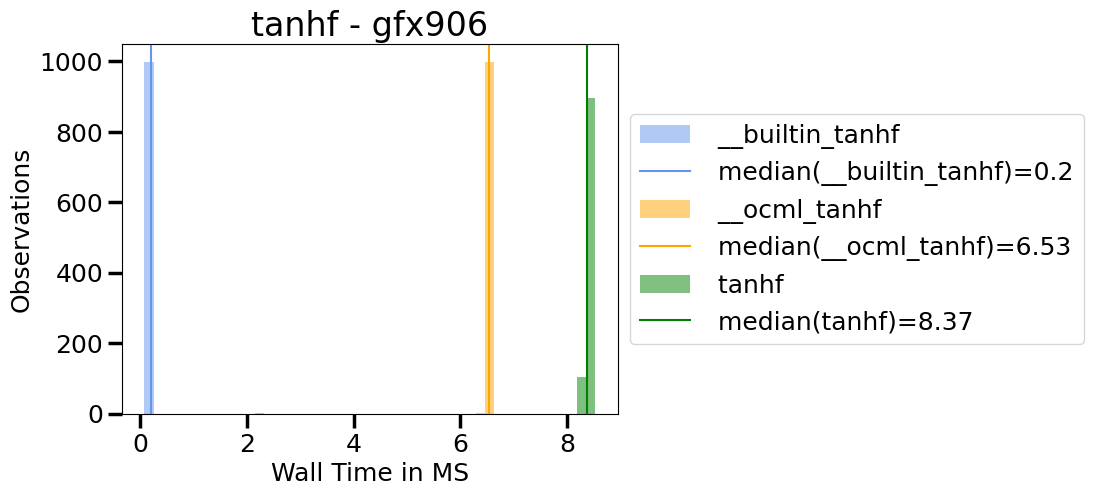 tanhf - gfx906
1000
800
600
400
200
0
Observations
0 2 4 6 8
Wall Time in MS
__builtin_tanhf
median(__builtin_tanhf)=0.2
__ocml_tanhf
median(__ocml_tanhf)=6.53
tanhf
median(tanhf)=8.37